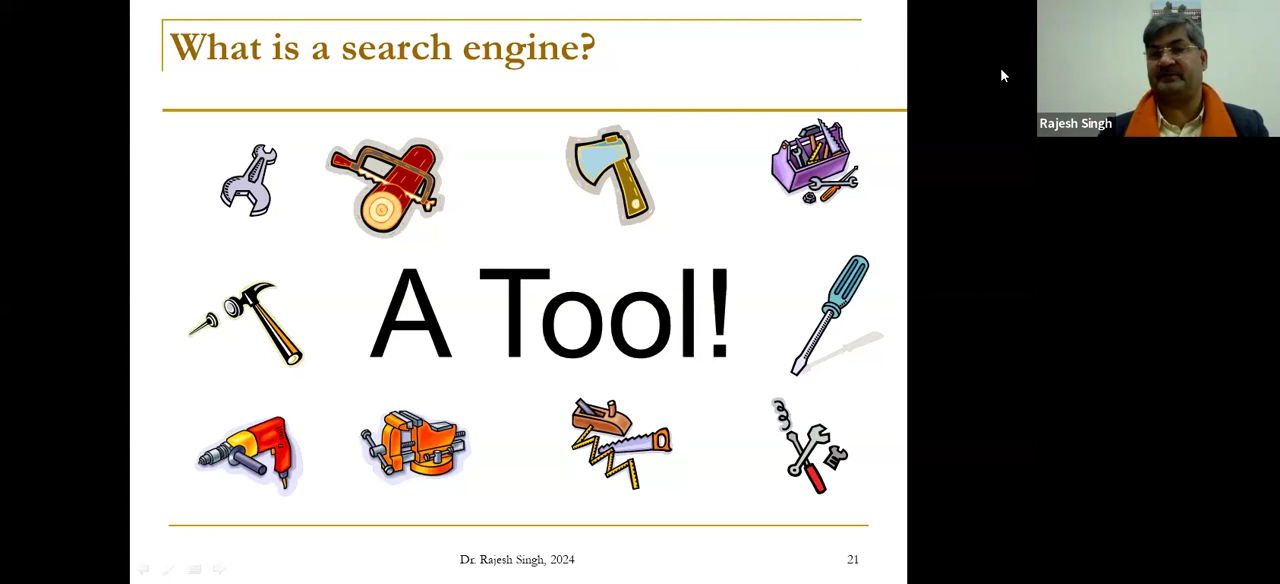 What is a search engine?
Rajesh Singh
A Tool!
Dr. Rajesh Singh, 2024
21